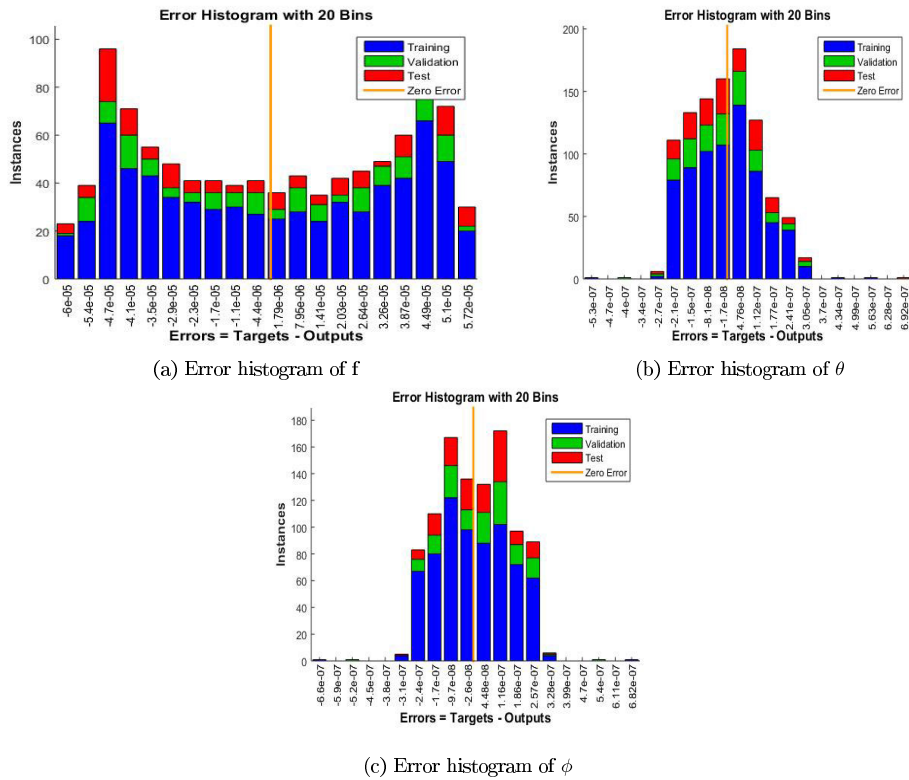 Error Histogram with 20 Bins
Instances
100
80
60
40
20
0
Training
Validation
Test
Zero Error
-6e-05
-5.4e-05
-4.7e-05
-4.1e-05
-3.5e-05
-2.9e-05
-2.3e-05
-1.7e-05
-1.1e-05
-4.4e-06
1.79e-06
7.95e-06
1.41e-05
2.03e-05
2.64e-05
3.26e-05
3.87e-05
4.49e-05
5.1e-05
5.72e-05
Errors = Targets - Outputs
(a) Error histogram of f
Error Histogram with 20 Bins
Instances
200
150
100
50
0
Training
Validation
Test
Zero Error
-5.3e-07
-4.7e-07
-4e-07
-3.4e-07
-2.7e-07
-2.1e-07
-1.5e-07
-8.1e-08
-1.7e-08
4.76e-08
1.12e-07
1.77e-07
2.41e-07
3.05e-07
3.7e-07
4.34e-07
4.99e-07
5.63e-07
6.28e-07
6.92e-07
Errors = Targets - Outputs
(b) Error histogram of θ
Error Histogram with 20 Bins
Instances
180
160
140
120
100
80
60
40
20
0
Training
Validation
Test
Zero Error
-6.6e-07
-5.9e-07
-5.2e-07
-4.5e-07
-3.8e-07
-3.1e-07
-2.4e-07
-1.7e-07
-9.7e-08
-2.6e-08
4.48e-08
1.16e-07
1.86e-07
2.57e-07
3.28e-07
3.99e-07
4.7e-07
5.4e-07
6.11e-07
6.82e-07
Errors = Targets - Outputs
(c) Error histogram of ϕ